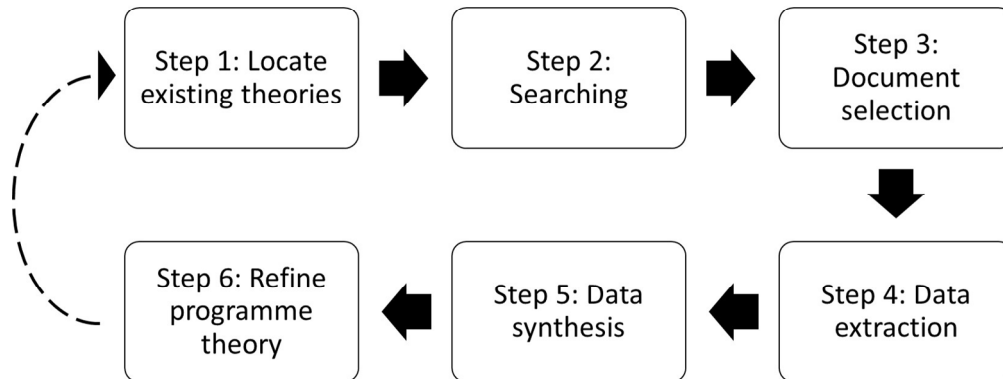 Step 1: Locate
existing theories
Step 2:
Searching
Step 3:
Document
selection
Step 4: Data
extraction
Step 5: Data
synthesis
Step 6: Refine
programme
theory